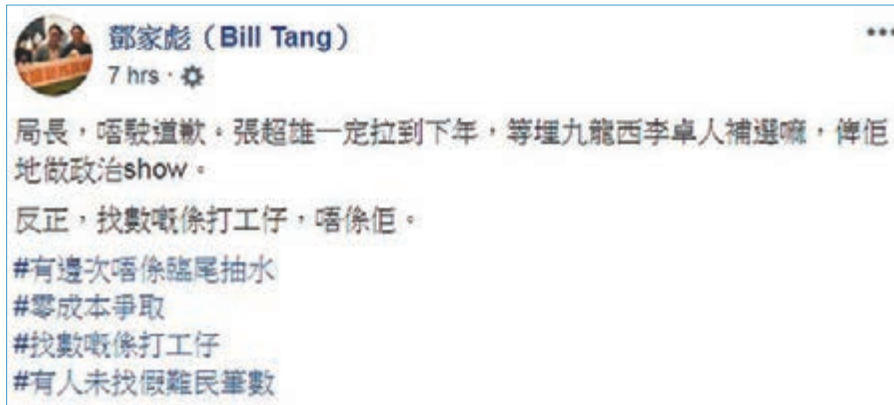 鄧家彪（Bill Tang）
7 hrs ·
局長，唔駛道歉。張超雄一定拉到下年，等埋九龍西李卓人補選嘛，俾佢
地做政治show。
反正，找數嘅係打工仔，唔係佢。
#有邊次唔係臨尾抽水
#零成本爭取
#找數嘅係打工仔
#有人未找假難民筆數